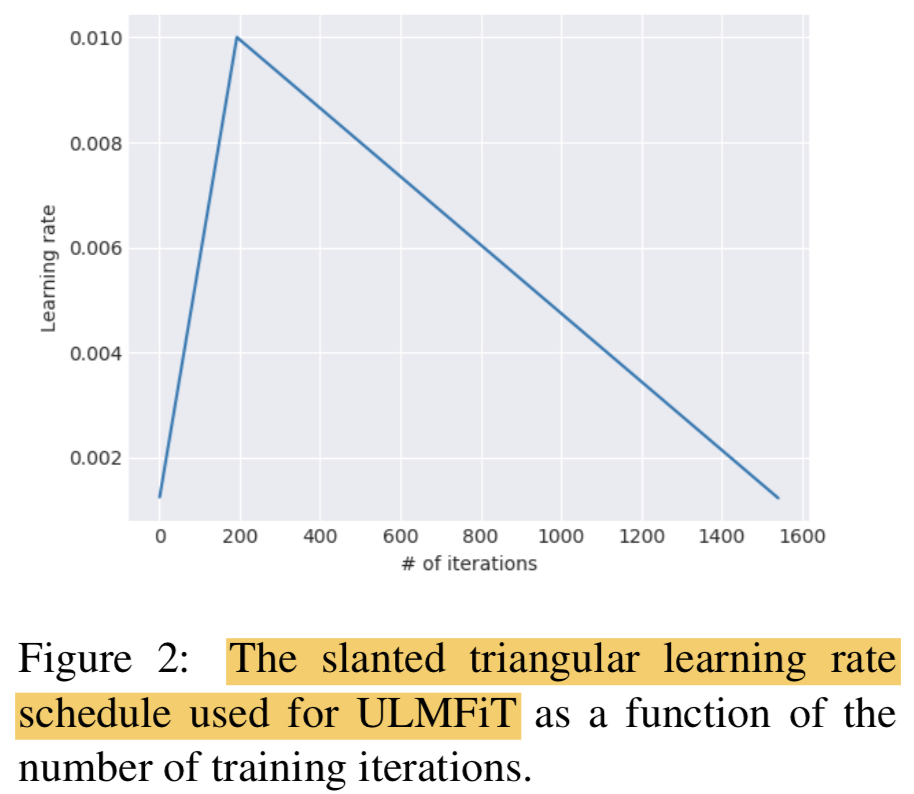 0.010
0.008
0.006
0.004
0.002
Learning rate
0 200 400 600 800 1000 1200 1400 1600
# of iterations
Figure 2: The slanted triangular learning rate
schedule used for ULMFiT as a function of the
number of training iterations.